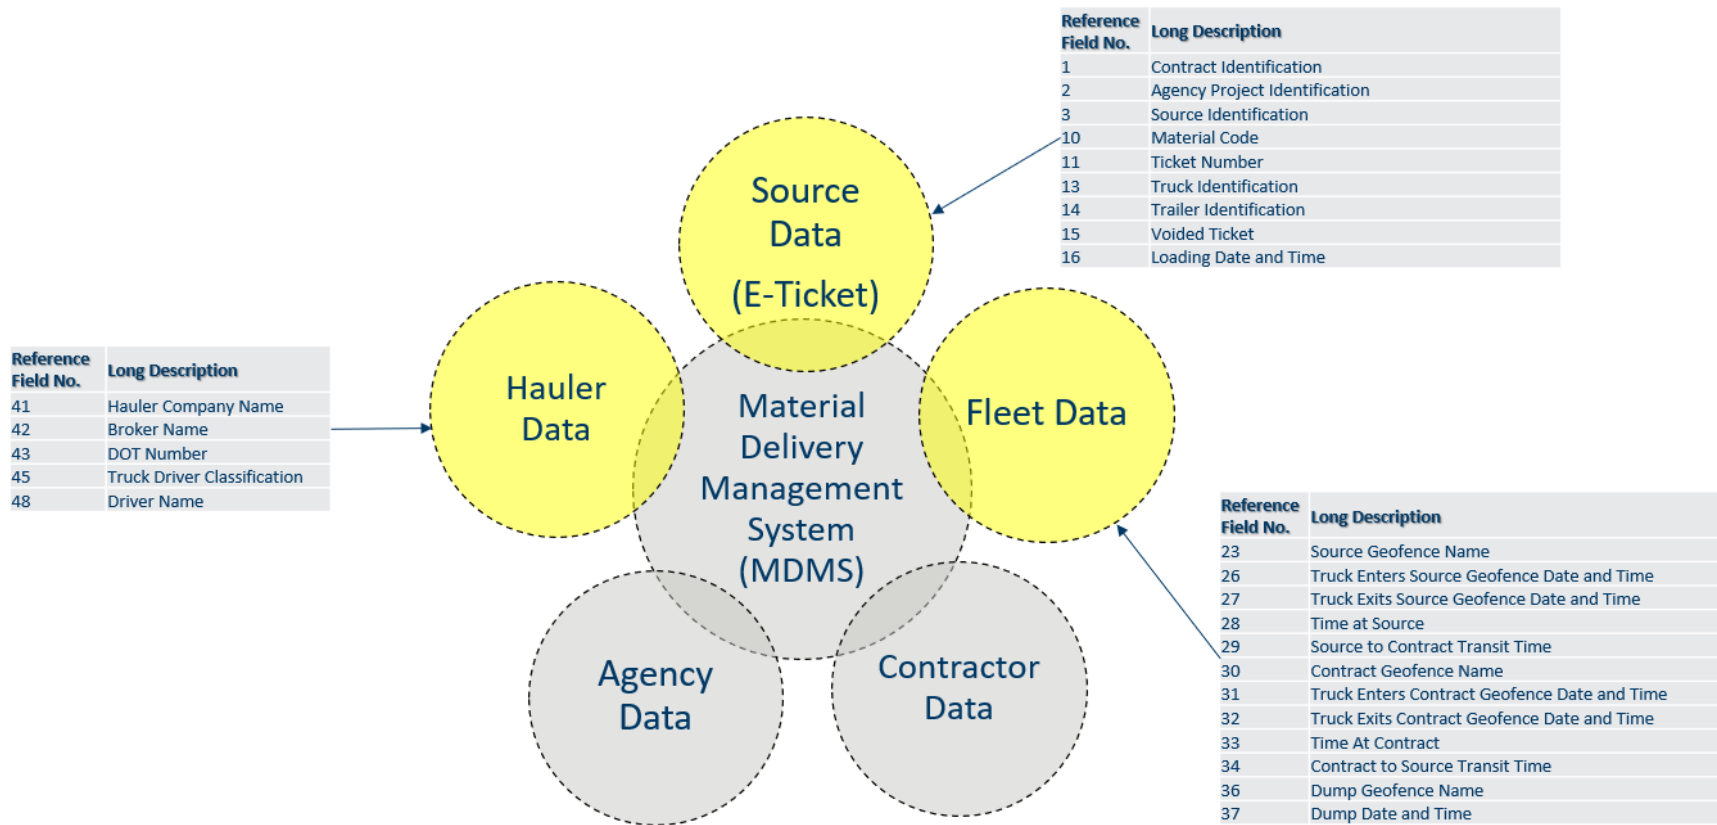 Reference
Field No. Long Description
1 Contract Identification
2 Agency Project Identification
3 Source Identification
10 Material Code
11 Ticket Number
13 Truck Identification
14 Trailer Identification
15 Voided Ticket
16 Loading Date and Time
Source
Data
(E-Ticket)
Hauler
Data
Fleet Data
Material
Delivery
Management
System
(MDMS)
Agency
Data
Contractor
Data
Reference
Field No. Long Description
41 Hauler Company Name
42 Broker Name
43 DOT Number
45 Truck Driver Classification
48 Driver Name
Reference
Field No. Long Description
23 Source Geofence Name
26 Truck Enters Source Geofence Date and Time
27 Truck Exits Source Geofence Date and Time
28 Time at Source
29 Source to Contract Transit Time
30 Contract Geofence Name
31 Truck Enters Contract Geofence Date and Time
32 Truck Exits Contract Geofence Date and Time
33 Time At Contract
34 Contract to Source Transit Time
36 Dump Geofence Name
37 Dump Date and Time